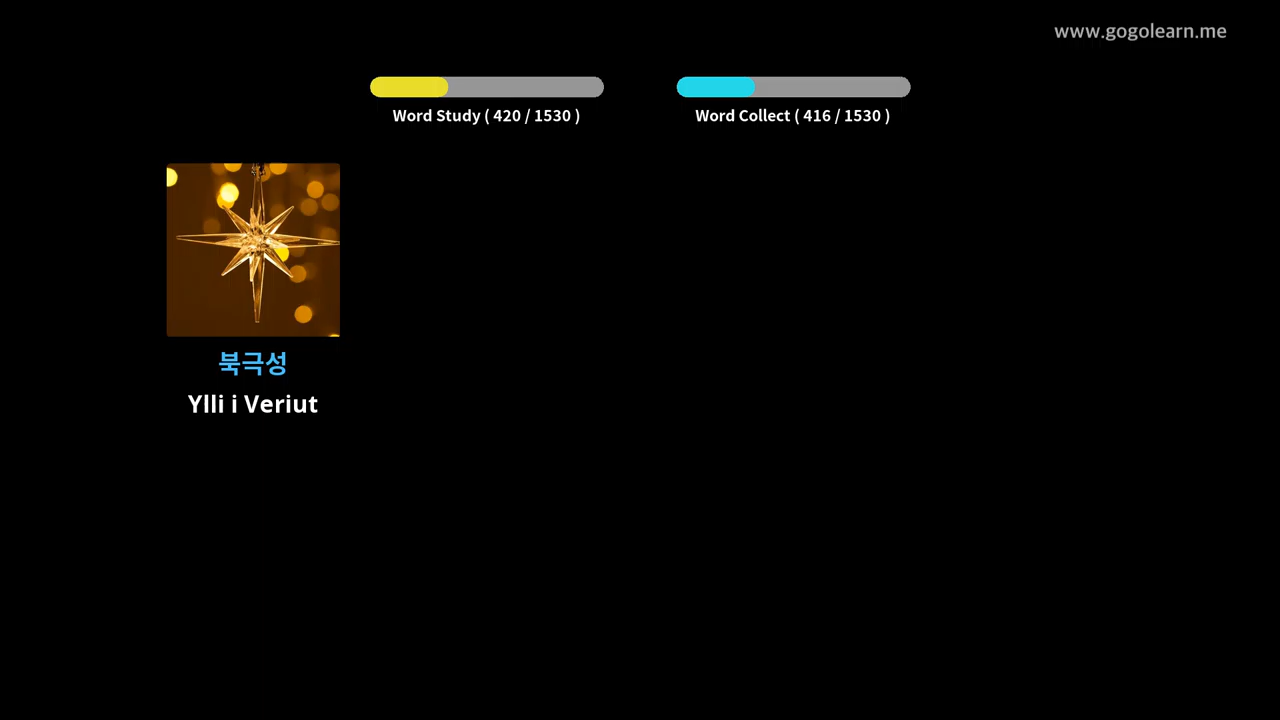 www.gogolearn.me
Word Study ( 420 / 1530 )
Word Collect ( 416 / 1530 )
북극성
Ylli i Veriut